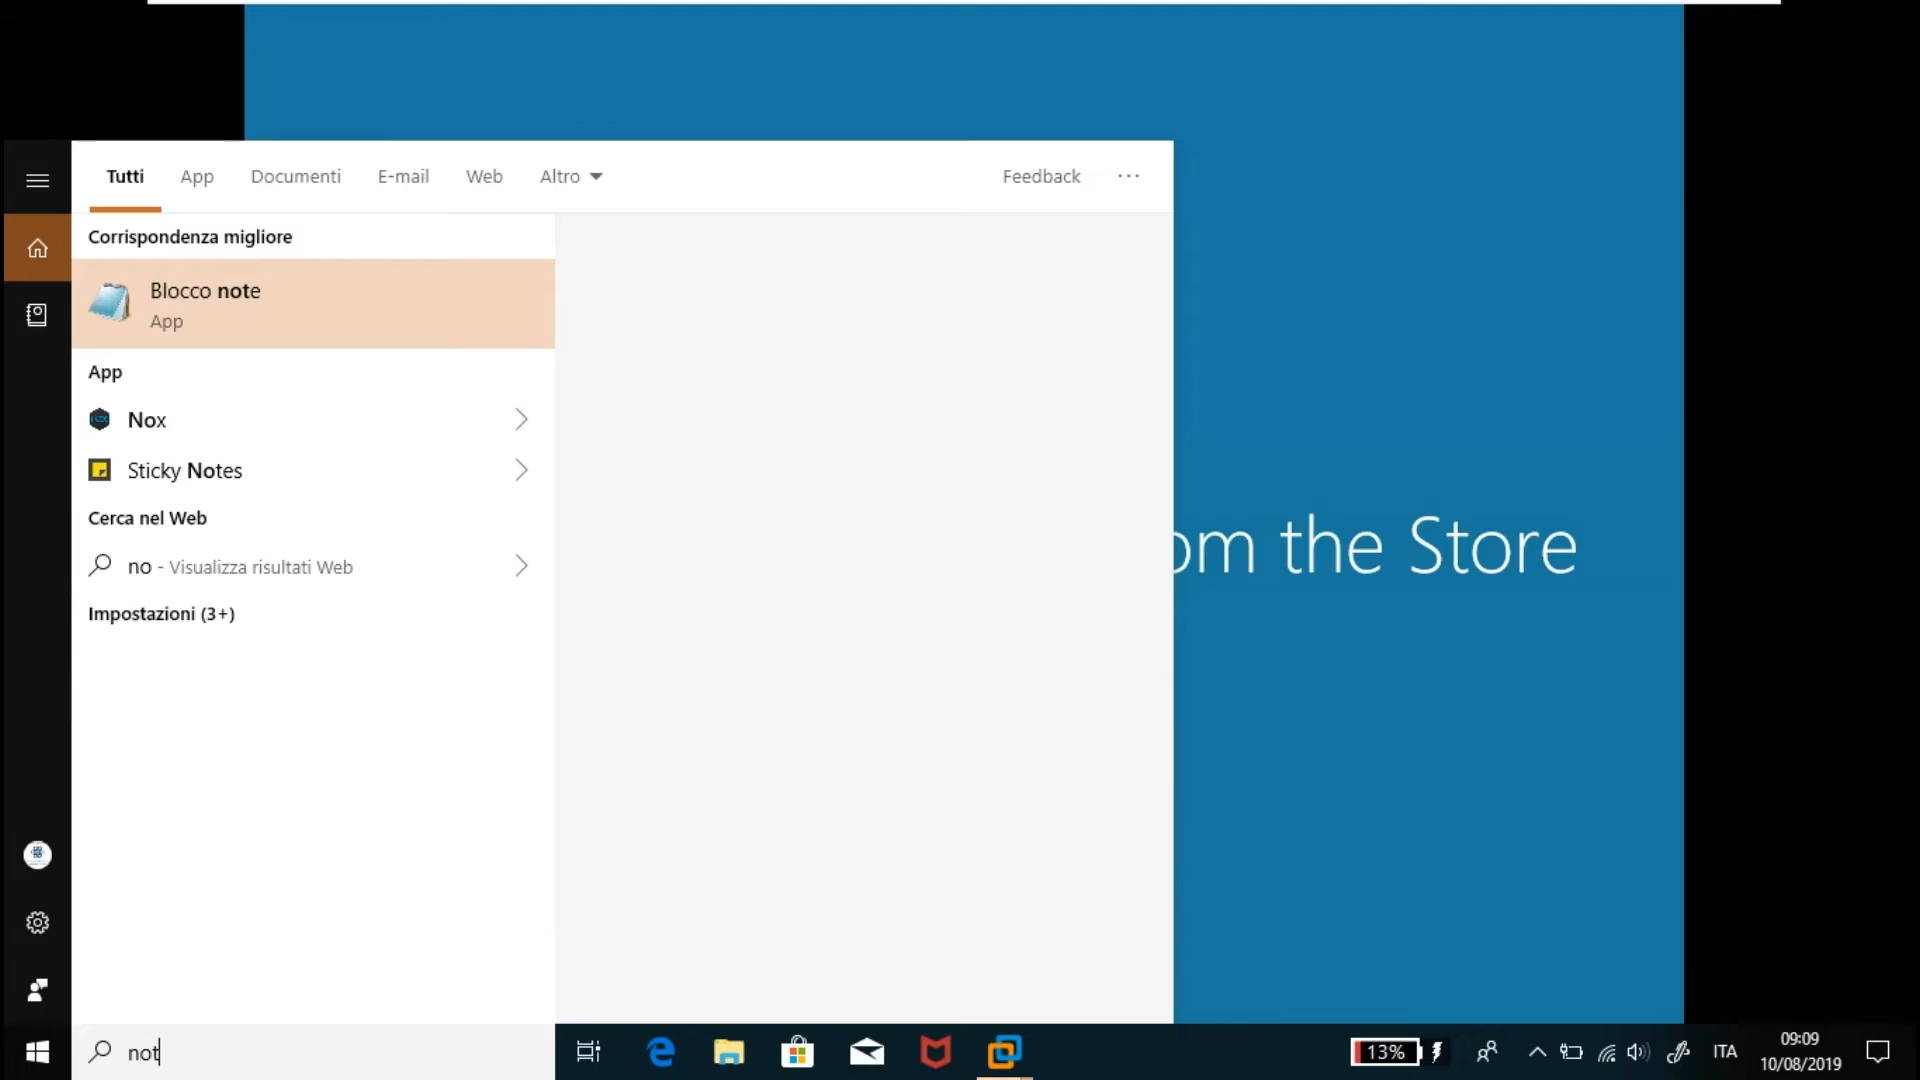 Tutti App Documenti E-mail Web Altro Feedback
Corrispondenza migliore
Blocco note
App
App
Nox
Sticky Notes
Cerca nel Web
no - Visualizza risultati Web
Impostazioni (3+)
om the Store
not
13% ITA
09:09
10/08/2019